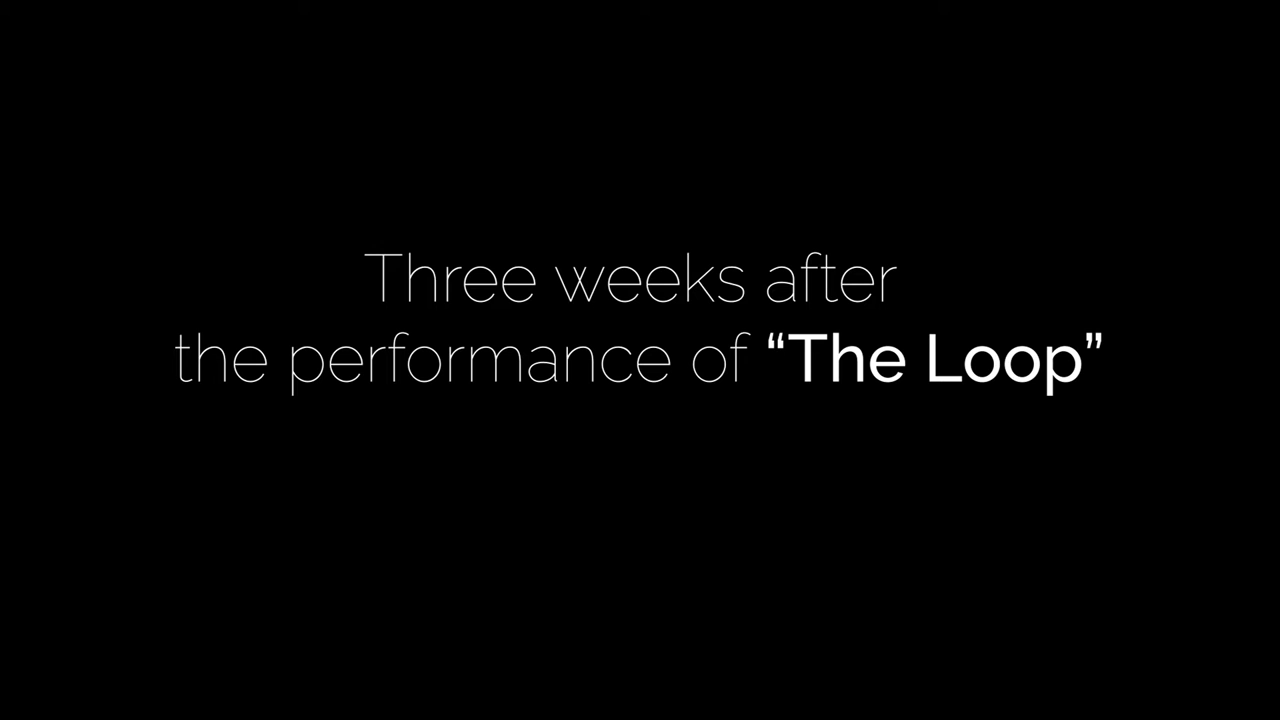 Three weeks after
the performance of “The Loop”